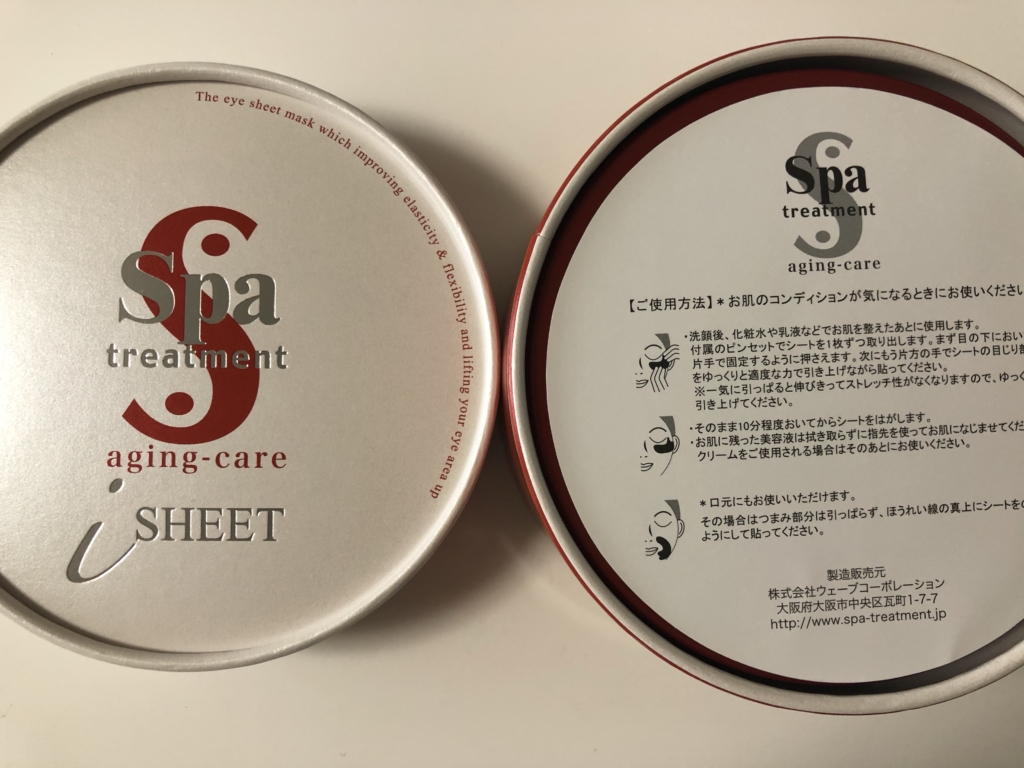 The eye sheet mask which improving elasticity & flexibility and lifting your eye area up
Spa
treatment
aging-care
i SHEET
Spa
treatment
aging-care
【ご使用方法】＊お肌のコンディションが気になるときにお使いくださ
・洗顔後、化粧水や乳液などでお肌を整えたあとに使用します。
付属のピンセットでシートを1枚ずつ取り出します。まず目の下におい
片手で固定するように押さえます。次にもう片方の手でシートの目じり
をゆっくりと適度な力で引き上げながら貼ってください。
※一気に引っぱると伸びきってストレッチ性がなくなりますので、ゆっく
引き上げてください。
・そのまま10分程度おいてからシートをはがします。
・お肌に残った美容液は拭き取らずに指先を使ってお肌になじませてくだ
クリームをご使用される場合はそのあとにお使いください。
＊口元にもお使いいただけます。
その場合はつまみ部分は引っぱらず、ほうれい線の真上にシートを
ようにして貼ってください。
製造販売元
株式会社ウェーブコーポレーション
大阪府大阪市中央区瓦町1-7-7
http://www.spa-treatment.jp